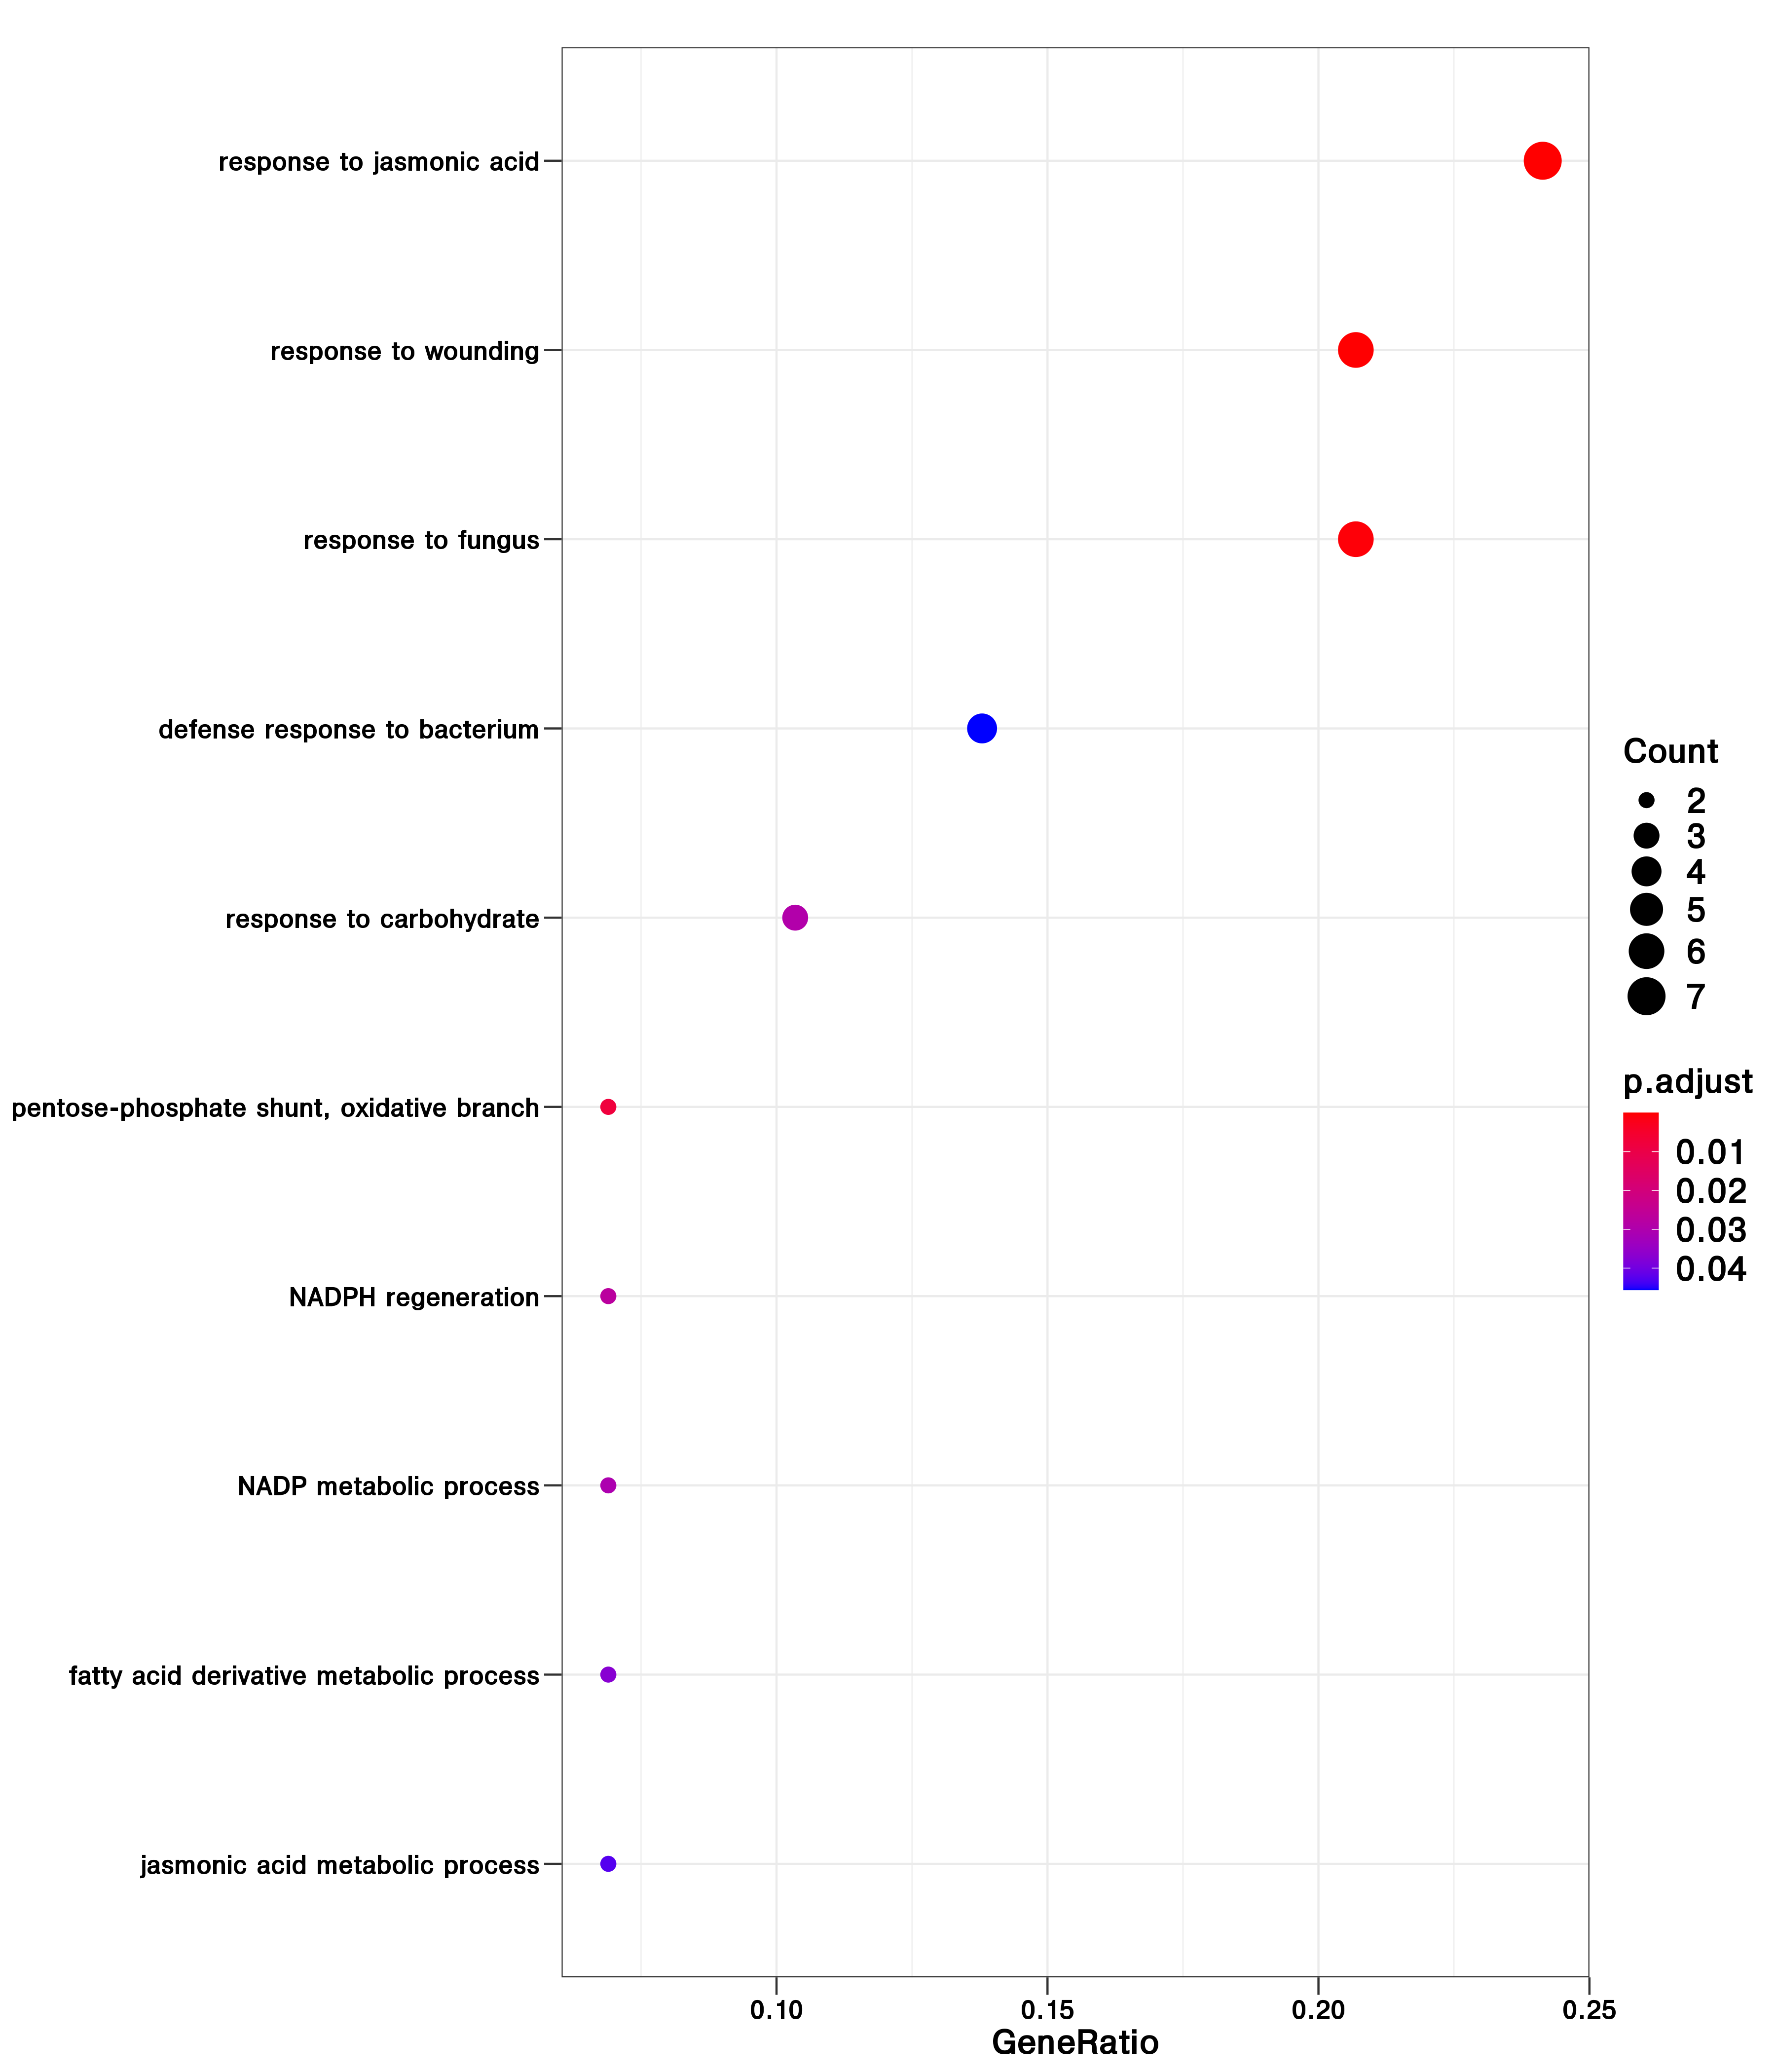 response to jasmonic acid
response to wounding
response to fungus
defense response to bacterium
response to carbohydrate
pentose-phosphate shunt, oxidative branch
NADPH regeneration
NADP metabolic process
fatty acid derivative metabolic process
jasmonic acid metabolic process
0.10 0.15 0.20 0.25
GeneRatio
Count
2
3
4
5
6
7
p.adjust
0.01
0.02
0.03
0.04